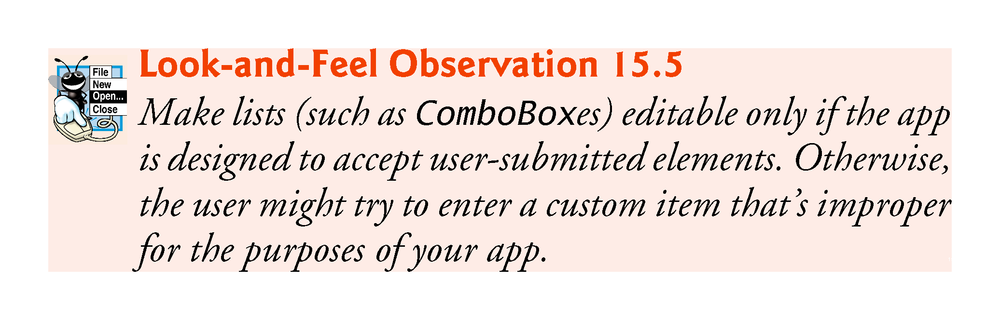 Look-and-Feel Observation 15.5
File
New
Open...
Close
Make lists (such as ComboBoxes) editable only if the app
is designed to accept user-submitted elements. Otherwise,
the user might try to enter a custom item that’s improper
for the purposes of your app.